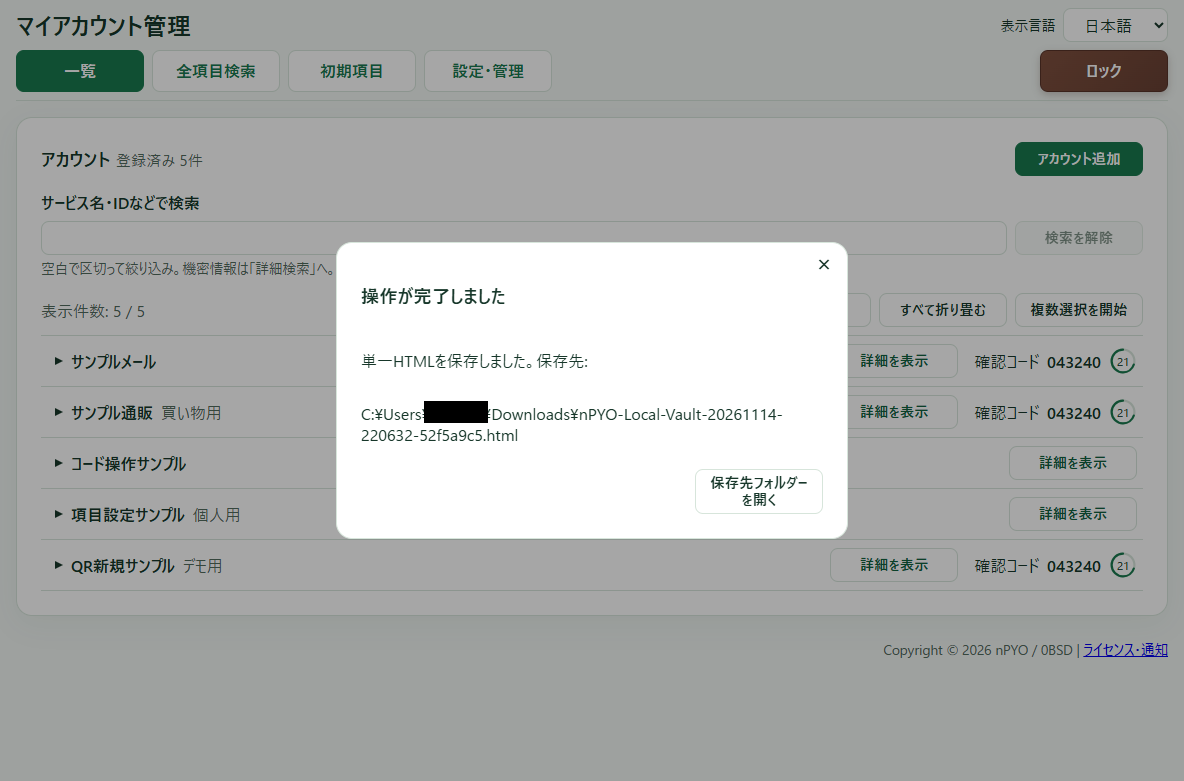 マイアカウント管理
表示言語 日本語
一覧 全項目検索 初期項目 設定・管理 ロック
アカウント 登録済み 5件 アカウント追加
サービス名・IDなどで検索
検索を解除
空白で区切って絞り込み。機密情報は「詳細検索」へ。
表示件数: 5 / 5 すべて折り畳む 複数選択を開始
サンプルメール 詳細を表示 確認コード 043240 21
サンプル通販 買い物用 詳細を表示 確認コード 043240 21
コード操作サンプル 詳細を表示
項目設定サンプル 個人用 詳細を表示
QR新規サンプル デモ用 詳細を表示 確認コード 043240 21
操作が完了しました
単一HTMLを保存しました。保存先:
C:¥Users¥ ¥Downloads¥nPYO-Local-Vault-20261114-
220632-52f5a9c5.html
保存先フォルダー
を開く
Copyright © 2026 nPYO / 0BSD | ライセンス・通知